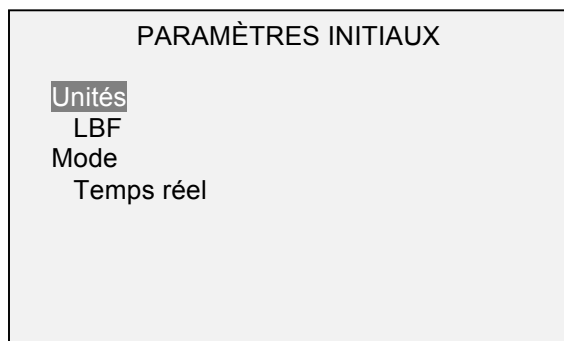 PARAMÈTRES INITIAUX
Unités
LBF
Mode
Temps réel